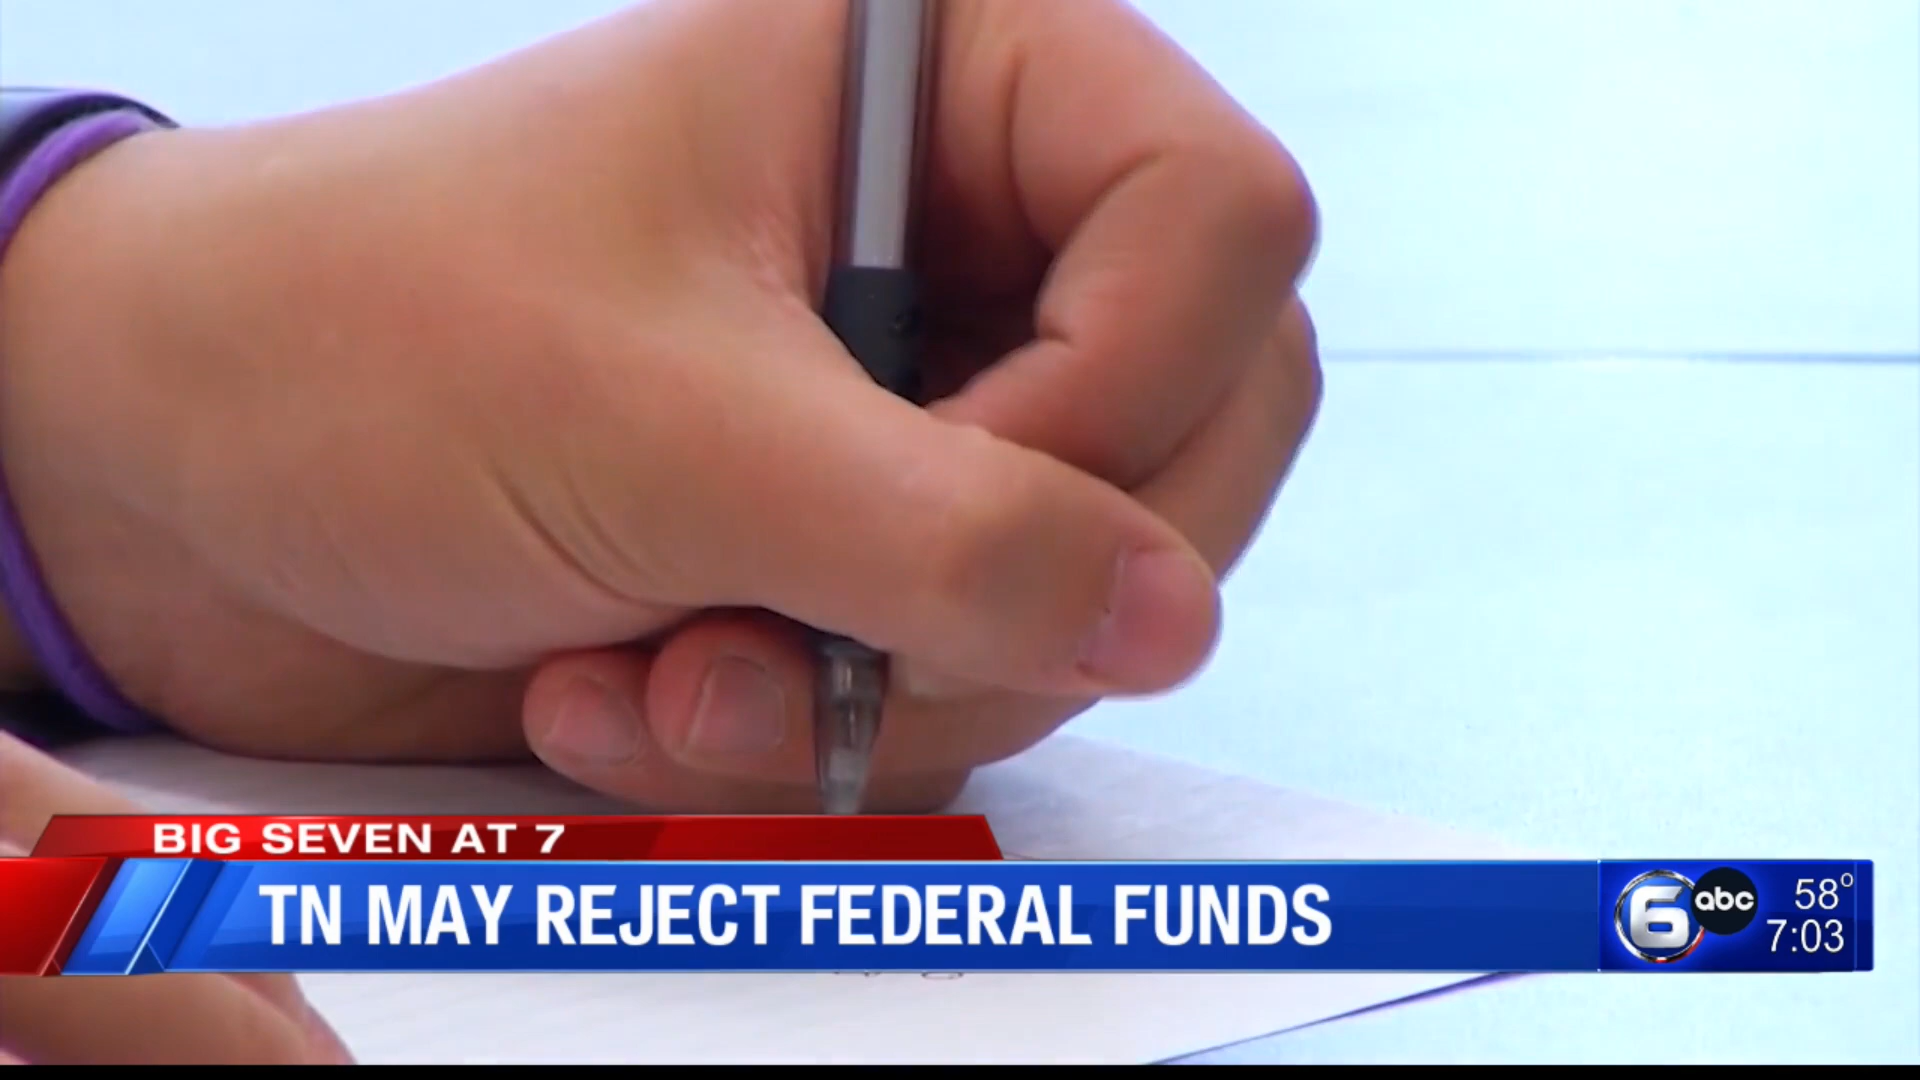 BIG SEVEN AT 7
TN MAY REJECT FEDERAL FUNDS
6 abc
58°
7:03